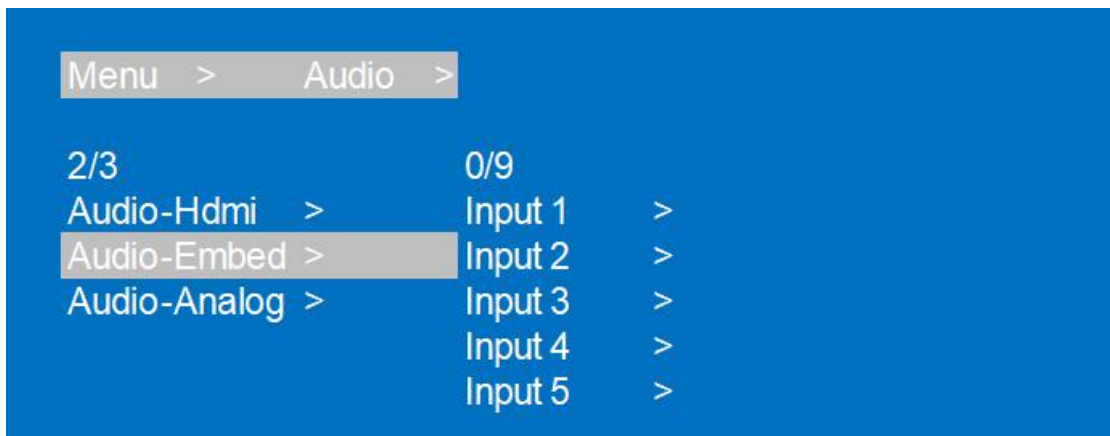 Menu > Audio >
2/3 0/9
Audio-Hdmi > Input 1 >
Audio-Embed > Input 2 >
Audio-Analog > Input 3 >
Input 4 >
Input 5 >